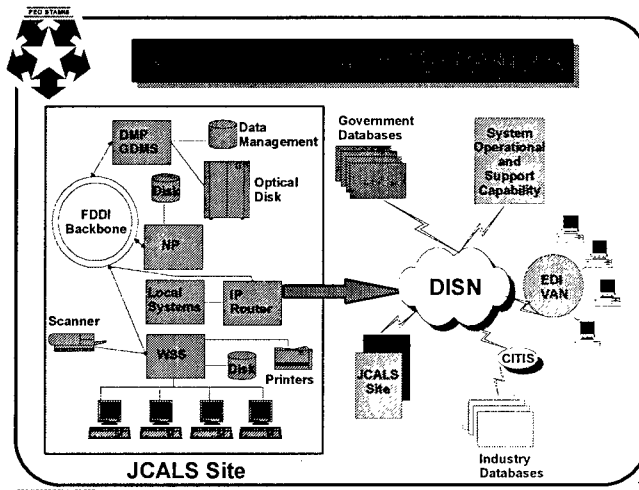 PEO STAMIS
DMP
GDMS
Data
Management
Optical
Disk
Disk
FDDI
Backbone
NP
Local
Systems
IP
Router
Scanner
WSS
Disk
Printers
JCALS Site
Government
Databases
System
Operational
and
Support
Capability
DISN
EDI
VAN
JCALS
Site
CITIS
Industry
Databases